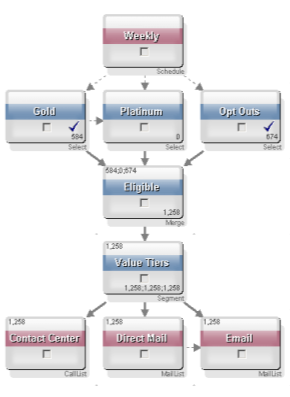 Weekly
Schedule
Gold
584
Select
Platinum
0
Select
Opt Outs
674
Select
584;0;674
Eligible
1,258
Merge
1,258
Value Tiers
1,258;1,258;1,258
Segment
1,258
Contact Center
CallList
1,258
Direct Mail
MailList
1,258
Email
MailList